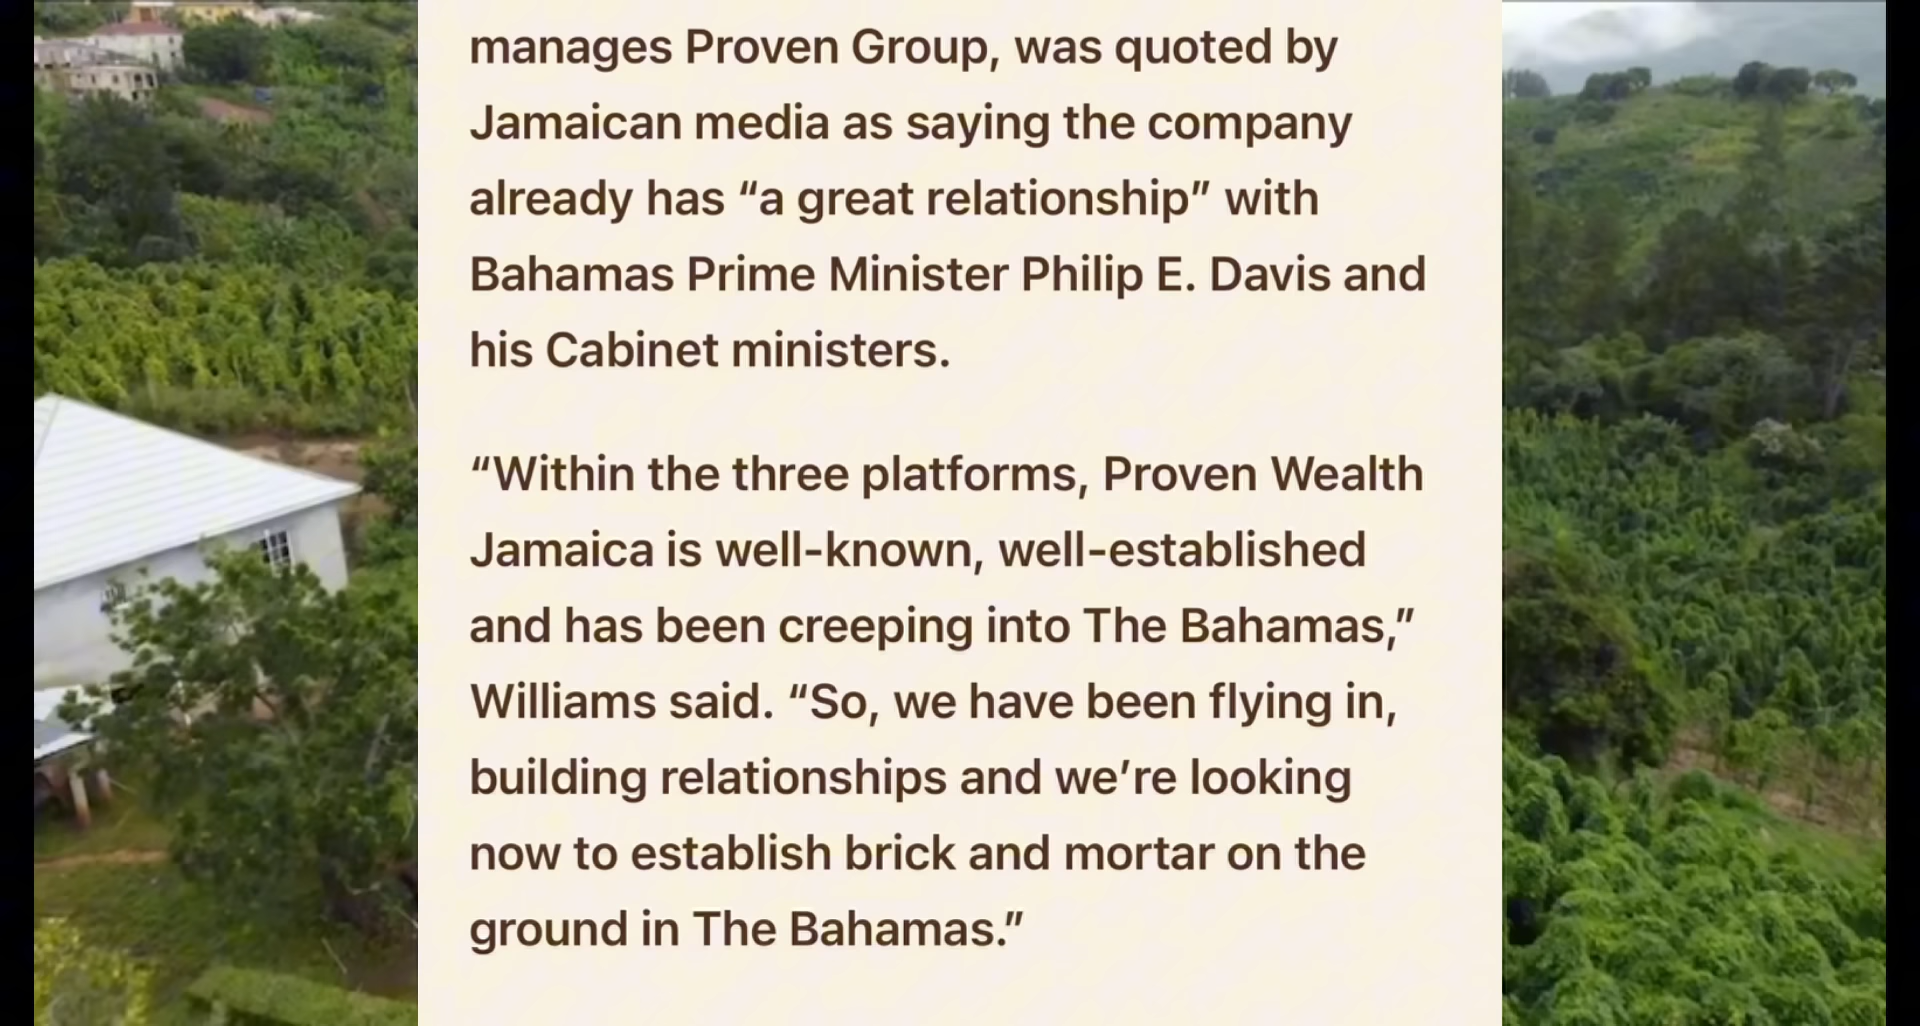 manages Proven Group, was quoted by
Jamaican media as saying the company
already has “a great relationship” with
Bahamas Prime Minister Philip E. Davis and
his Cabinet ministers.
“Within the three platforms, Proven Wealth
Jamaica is well-known, well-established
and has been creeping into The Bahamas,”
Williams said. “So, we have been flying in,
building relationships and we’re looking
now to establish brick and mortar on the
ground in The Bahamas.”